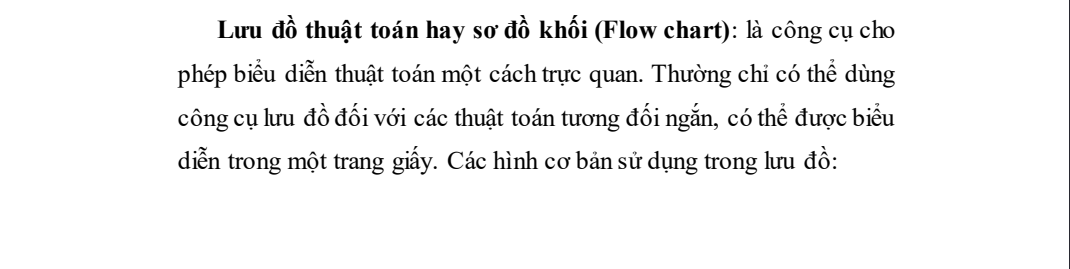 Lưu đồ thuật toán hay sơ đồ khối (Flow chart): là công cụ cho
phép biểu diễn thuật toán một cách trực quan. Thường chỉ có thể dùng
công cụ lưu đồ đối với các thuật toán tương đối ngắn, có thể được biểu
diễn trong một trang giấy. Các hình cơ bản sử dụng trong lưu đồ: